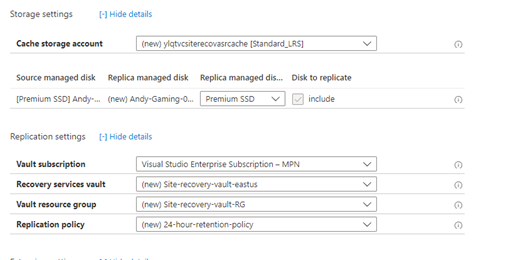 Storage settings [-] Hide details
Cache storage account (new) ylqtvcsiterecovasrcache [Standard_LRS]
Source managed disk Replica managed disk Replica managed dis... Disk to replicate
[Premium SSD] Andy-... (new) Andy-Gaming-0... Premium SSD include
Replication settings [-] Hide details
Vault subscription Visual Studio Enterprise Subscription – MPN
Recovery services vault (new) Site-recovery-vault-eastus
Vault resource group (new) Site-recovery-vault-RG
Replication policy (new) 24-hour-retention-policy